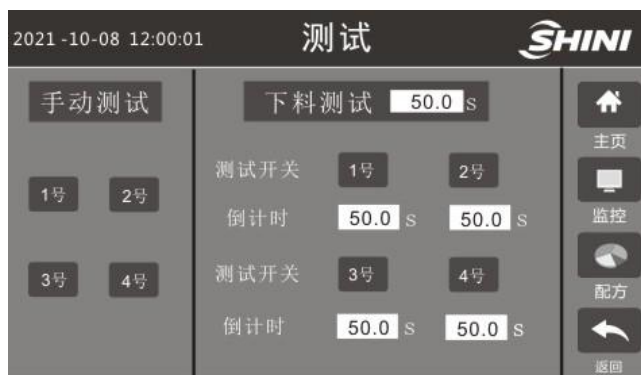 2021-10-08 12:00:01
测试
SHINI
手动测试
1号 2号
3号 4号
下料测试 50.0 s
测试开关 1号 2号
倒计时 50.0 s 50.0 s
测试开关 3号 4号
倒计时 50.0 s 50.0 s
主页
监控
配方
返回